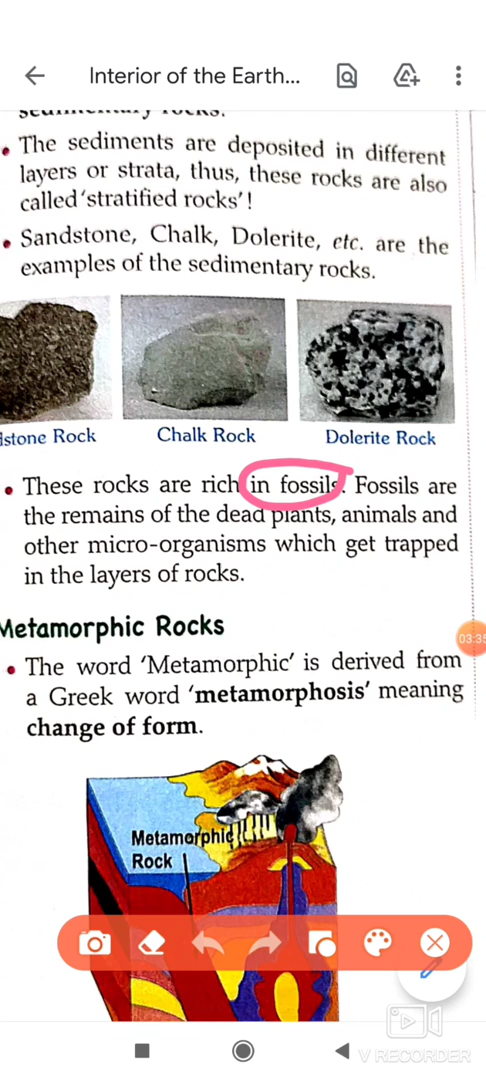 Interior of the Earth...
sedimentary rocks.
• The sediments are deposited in different
layers or strata, thus, these rocks are also
called 'stratified rocks'!
• Sandstone, Chalk, Dolerite, etc. are the
examples of the sedimentary rocks.
dstone Rock
Chalk Rock
Dolerite Rock
• These rocks are rich in fossils. Fossils are
the remains of the dead plants, animals and
other micro-organisms which get trapped
in the layers of rocks.
Metamorphic Rocks
• The word 'Metamorphic' is derived from
a Greek word 'metamorphosis' meaning
change of form.
03:35
Metamorphic
Rock
V RECORDER